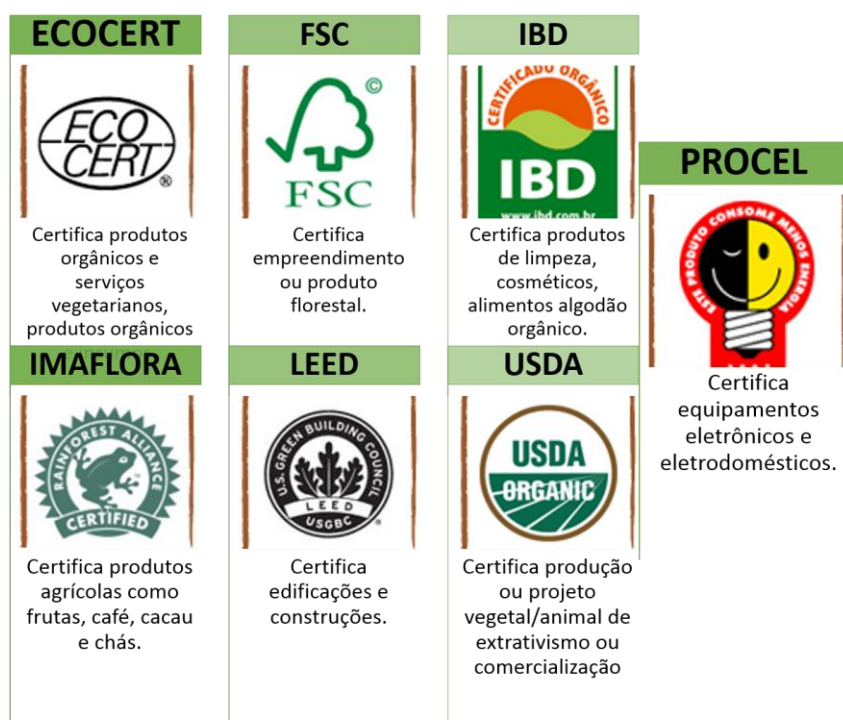 ECOCERT
ECO
CERT
®
Certifica produtos
orgânicos e
serviços
vegetarianos,
produtos orgânicos
FSC
©
FSC
Certifica
empreendimento
ou produto
florestal.
IBD
CERTIFICADO ORGÂNICO
IBD
www.ibd.com.br
Certifica produtos
de limpeza,
cosméticos,
alimentos algodão
orgânico.
PROCEL
ESTE PRODUTO CONSOME MENOS ENERGIA
Certifica
equipamentos
eletrônicos e
eletrodomésticos.
IMAFLORA
RAINFOREST ALLIANCE
CERTIFIED
Certifica produtos
agrícolas como
frutas, café, cacau
e chás.
LEED
U.S. GREEN BUILDING COUNCIL
LEED
USGBC
®
Certifica
edificações e
construções.
USDA
USDA
ORGANIC
Certifica produção
ou projeto
vegetal/animal de
extrativismo ou
comercialização